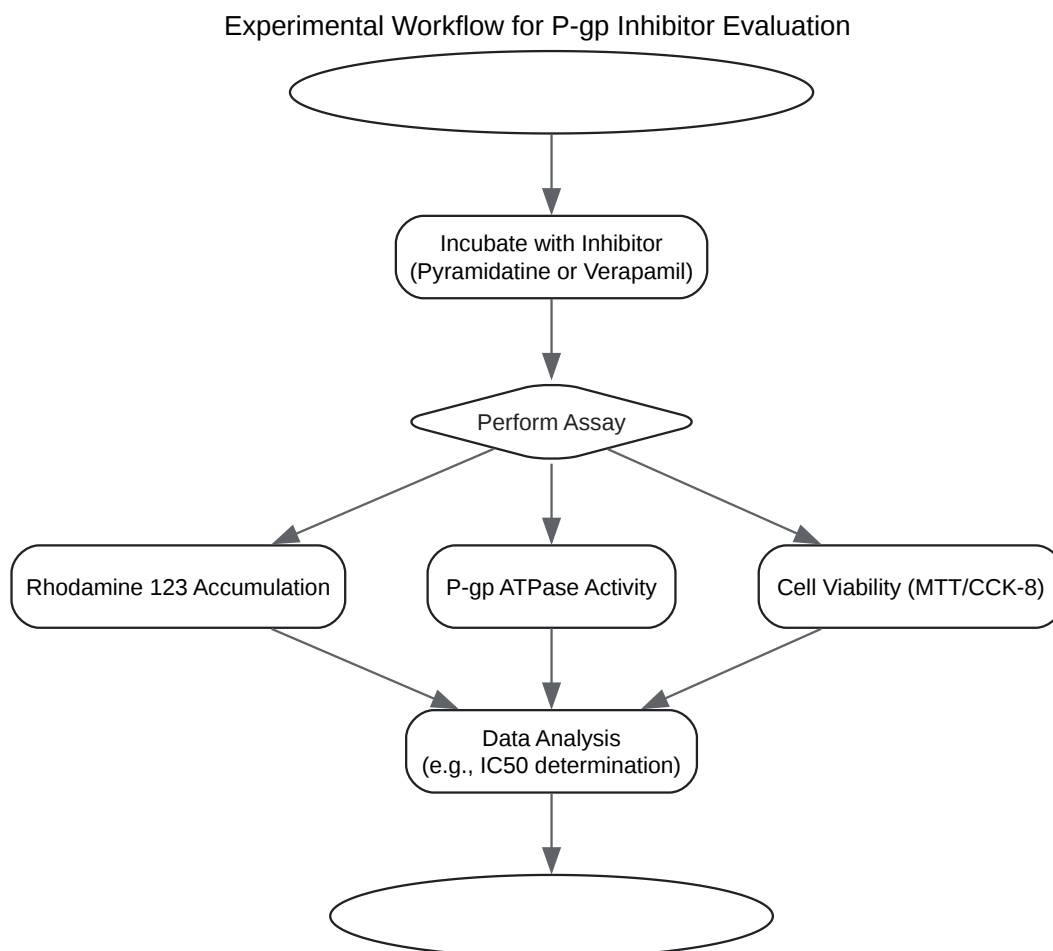 Experimental Workflow for P-gp Inhibitor Evaluation
Incubate with Inhibitor
(Pyramidatine or Verapamil)
Perform Assay
Rhodamine 123 Accumulation
P-gp ATPase Activity
Cell Viability (MTT/CCK-8)
Data Analysis
(e.g., IC50 determination)